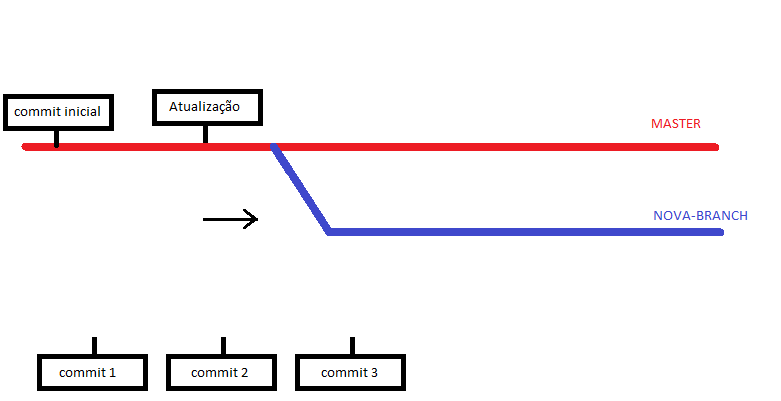 commit inicial
Atualização
MASTER
NOVA-BRANCH
commit 1
commit 2
commit 3